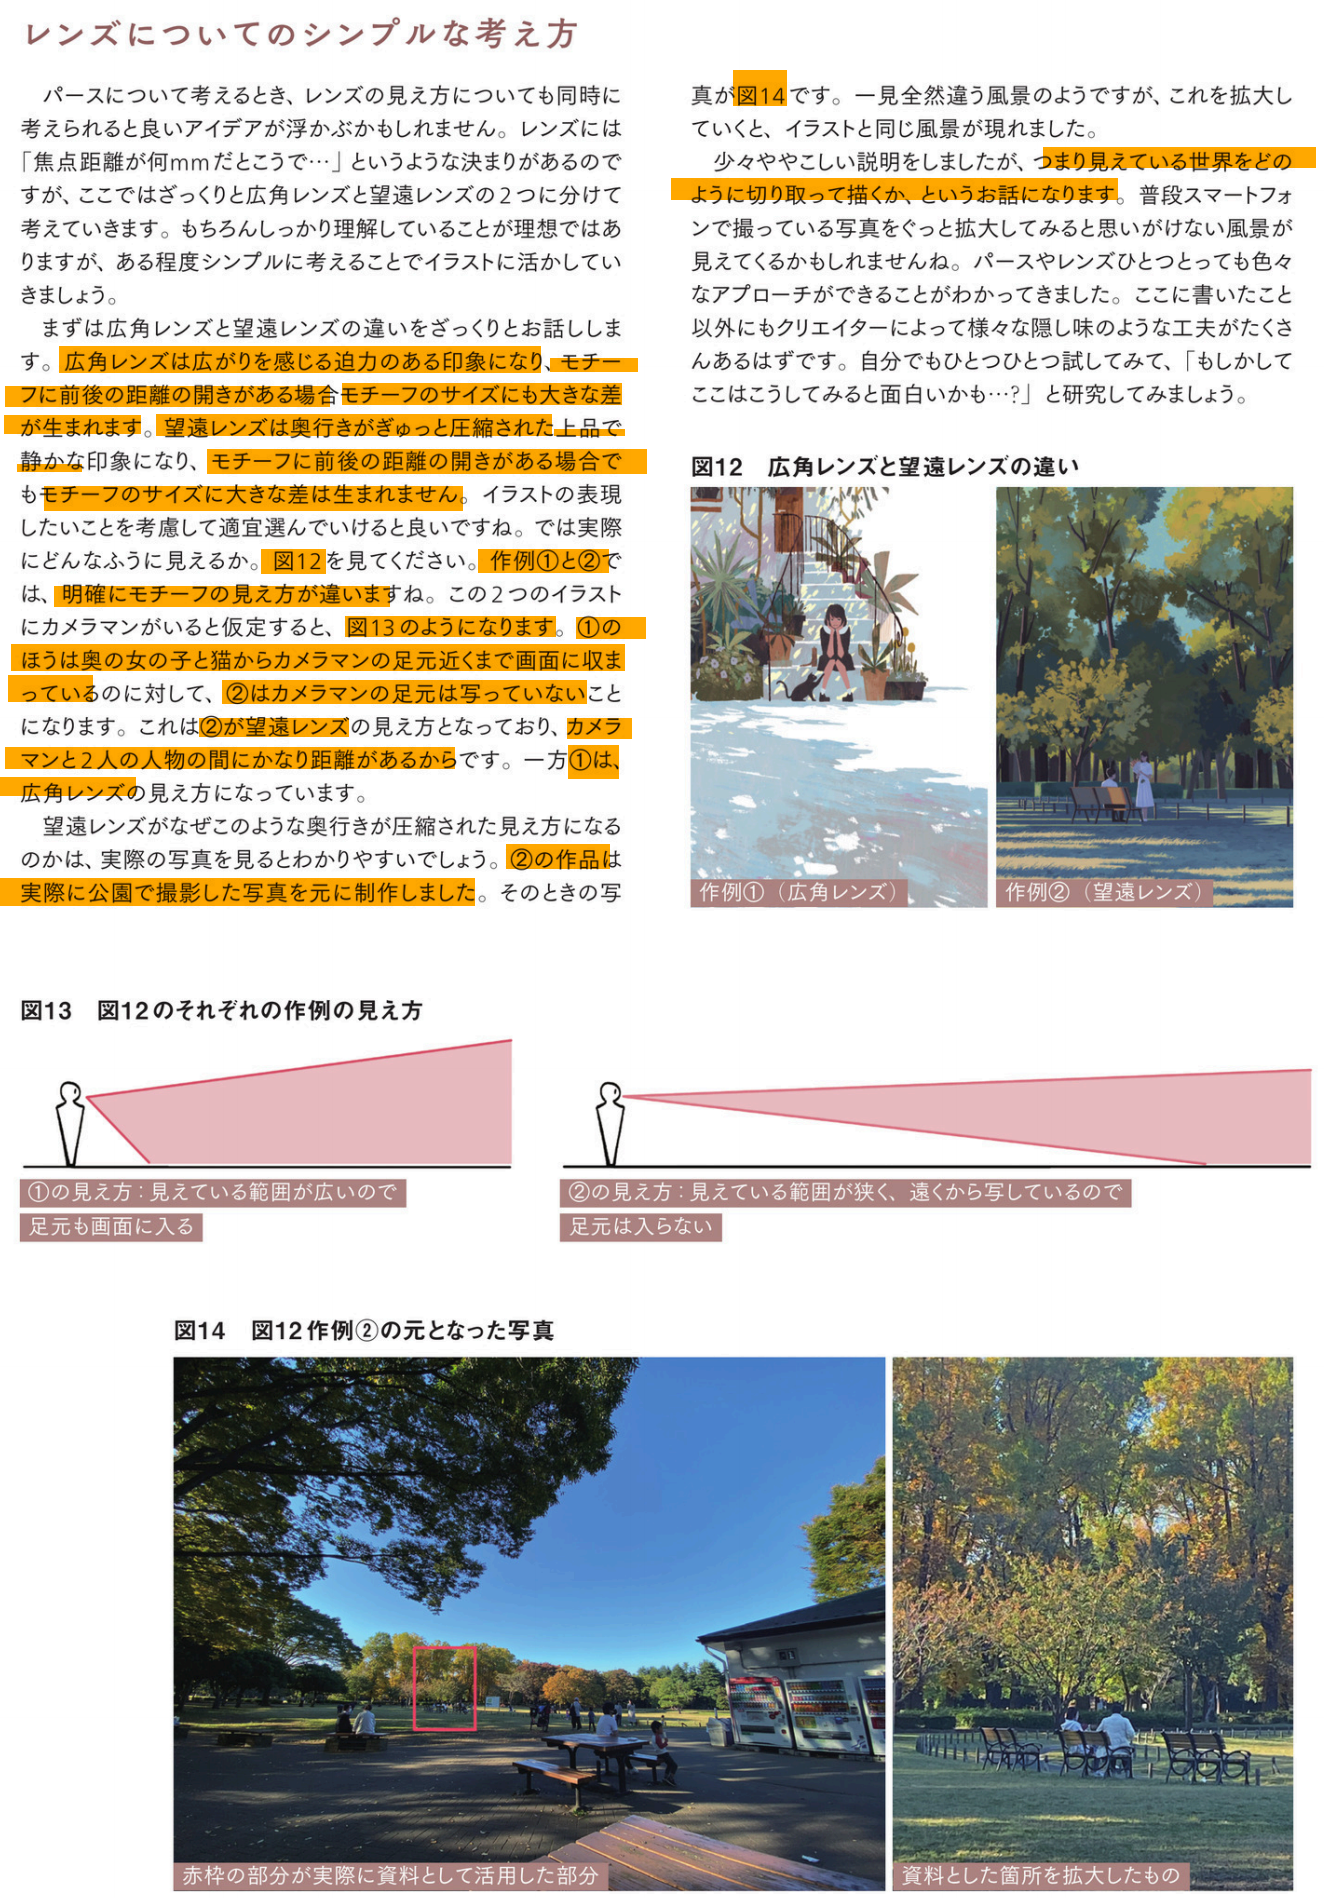 レンズについてのシンプルな考え方
パースについて考えるとき、レンズの見え方についても同時に
考えられると良いアイデアが浮かぶかもしれません。レンズには
「焦点距離が何mmだとこうで…」というような決まりがあるので
すが、ここではざっくりと広角レンズと望遠レンズの2つに分けて
考えていきます。もちろんしっかり理解していることが理想ではあ
りますが、ある程度シンプルに考えることでイラストに活かしてい
きましょう。
まずは広角レンズと望遠レンズの違いをざっくりとお話ししま
す。広角レンズは広がりを感じる迫力のある印象になり、モチー
フに前後の距離の開きがある場合モチーフのサイズにも大きな差
が生まれます。望遠レンズは奥行きがぎゅっと圧縮された上品で
静かな印象になり、モチーフに前後の距離の開きがある場合で
もモチーフのサイズに大きな差は生まれません。イラストの表現
したいことを考慮して適宜選んでいけると良いですね。では実際
にどんなふうに見えるか。図12を見てください。作例①と②で
は、明確にモチーフの見え方が違いますね。この2つのイラスト
にカメラマンがいると仮定すると、図13のようになります。①の
ほうは奥の女の子と猫からカメラマンの足元近くまで画面に収ま
っているのに対して、②はカメラマンの足元は写っていないこと
になります。これは②が望遠レンズの見え方となっており、カメラ
マンと2人の人物の間にかなり距離があるからです。一方①は、
広角レンズの見え方になっています。
望遠レンズがなぜこのような奥行きが圧縮された見え方になる
のかは、実際の写真を見るとわかりやすいでしょう。②の作品は
実際に公園で撮影した写真を元に制作しました。そのときの写
真が図14です。一見全然違う風景のようですが、これを拡大し
ていくと、イラストと同じ風景が現れました。
少々ややこしい説明をしましたが、つまり見えている世界をどの
ように切り取って描くか、というお話になります。普段スマートフォ
ンで撮っている写真をぐっと拡大してみると思いがけない風景が
見えてくるかもしれませんね。パースやレンズひとつとっても色々
なアプローチができることがわかってきました。ここに書いたこと
以外にもクリエイターによって様々な隠し味のような工夫がたくさ
んあるはずです。自分でもひとつひとつ試してみて、「もしかして
ここはこうしてみると面白いかも…?」と研究してみましょう。
図12 広角レンズと望遠レンズの違い
作例①（広角レンズ）
作例②（望遠レンズ）
図13 図12のそれぞれの作例の見え方
①の見え方：見えている範囲が広いので
足元も画面に入る
②の見え方：見えている範囲が狭く、遠くから写しているので
足元は入らない
図14 図12作例②の元となった写真
赤枠の部分が実際に資料として活用した部分
資料とした箇所を拡大したもの